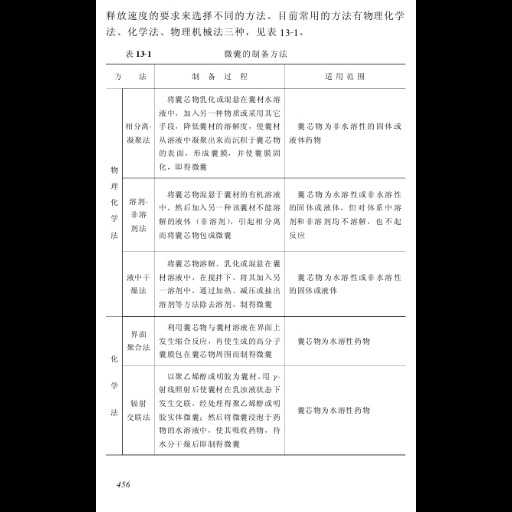 释放速度的要求来选择不同的方法。目前常用的方法有物理化学
法、化学法、物理机械法三种，见表 13-1。
表 13-1 微囊的制备方法
方 法 制 备 过 程 适 用 范 围
物理化学法
相分离-
凝聚法
将囊芯物乳化或混悬在囊材水溶
液中，加入另一种物质或采用其它
手段，降低囊材的溶解度，使囊材
从溶液中凝聚出来而沉积于囊芯物
的表面，形成囊膜，并使囊膜固
化，即得微囊
囊芯物为非水溶性的固体或
液体药物
溶剂-
非溶
剂法
将囊芯物混悬于囊材的有机溶液
中，然后加入另一种该囊材不能溶
解的液体（非溶剂），引起相分离
而将囊芯物包成微囊
囊芯物为水溶性或非水溶性
的固体或液体，但对体系中溶
剂和非溶剂均不溶解，也不起
反应
液中干
燥法
将囊芯物溶解、乳化或混悬在囊
材溶液中，在搅拌下，将其加入另
一溶剂中，通过加热、减压或抽出
溶剂等方法除去溶剂，制得微囊
囊芯物为水溶性或非水溶性
的固体或液体
化学法
界面
聚合法
利用囊芯物与囊材溶液在界面上
发生缩合反应，再使生成的高分子
囊膜包在囊芯物周围而制得微囊
囊芯物为水溶性药物
辐射
交联法
以聚乙烯醇或明胶为囊材，用 γ-
射线照射后使囊材在乳浊液状态下
发生交联，经处理得聚乙烯醇或明
胶实体微囊；然后将微囊浸泡于药
物的水溶液中，使其吸收药物，待
水分干燥后即制得微囊
囊芯物为水溶性药物
456